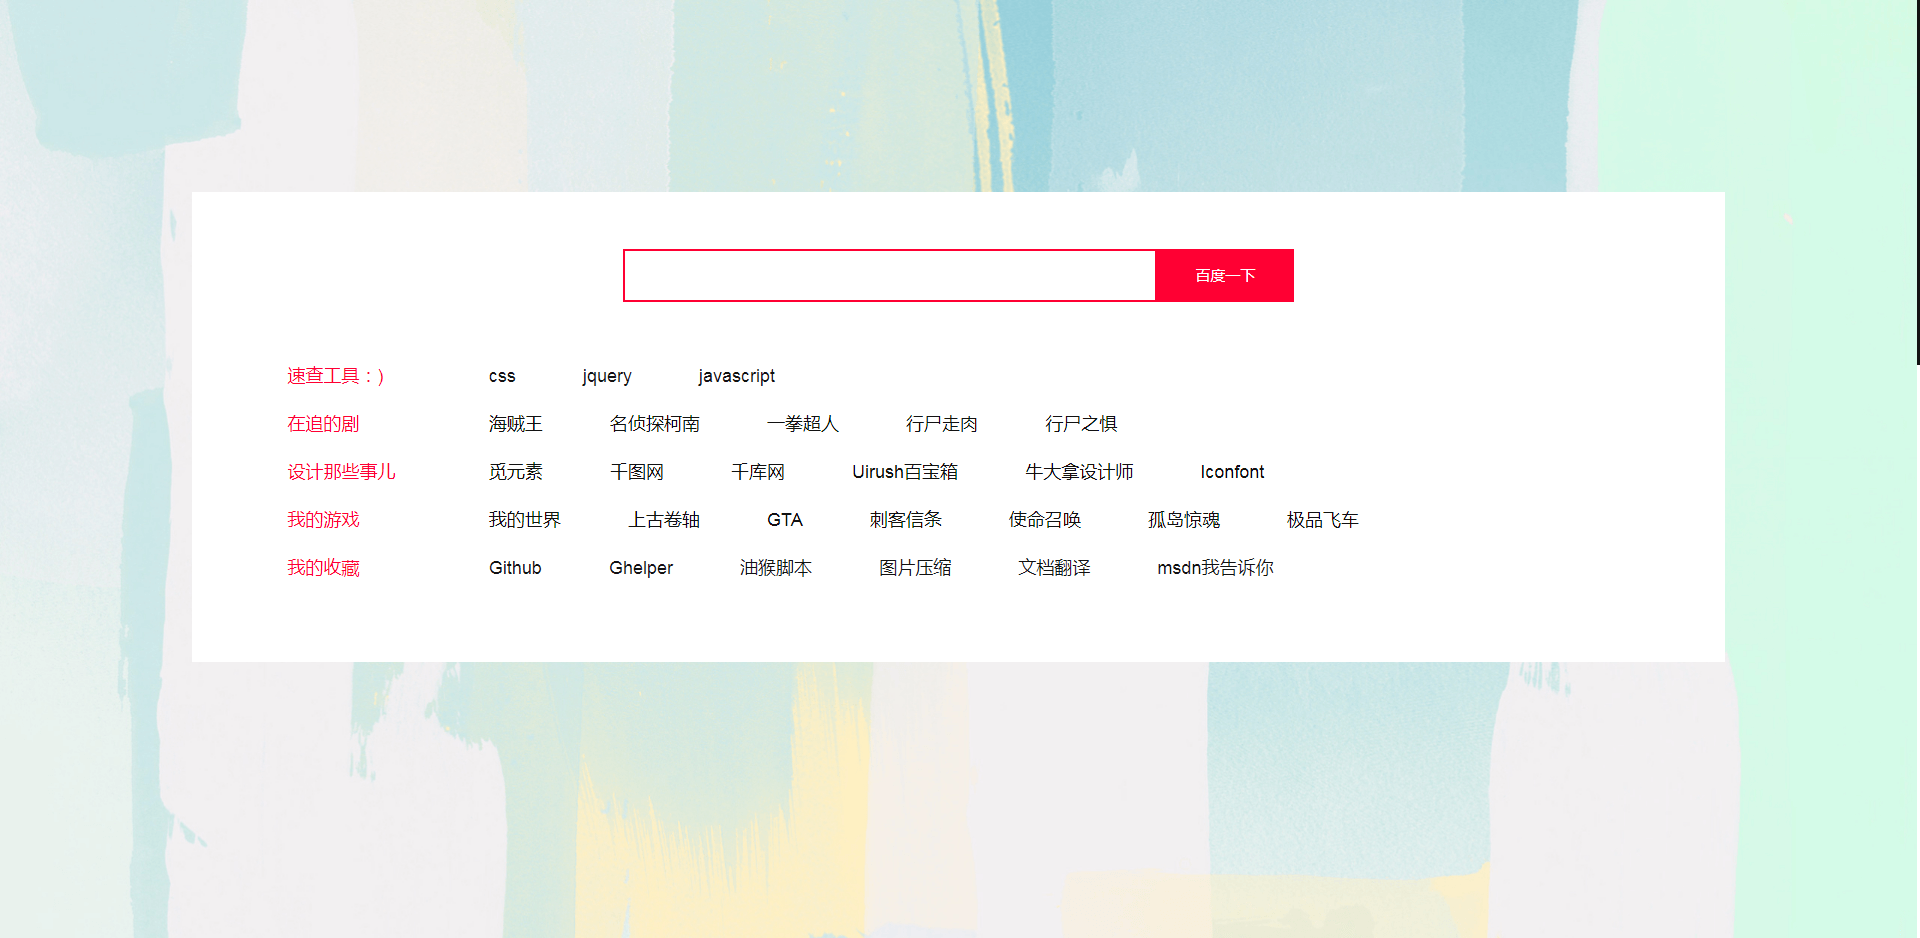 百度一下
速查工具：) css jquery javascript
在追的剧 海贼王 名侦探柯南 一拳超人 行尸走肉 行尸之惧
设计那些事儿 觅元素 千图网 千库网 Uirush百宝箱 牛大拿设计师 Iconfont
我的游戏 我的世界 上古卷轴 GTA 刺客信条 使命召唤 孤岛惊魂 极品飞车
我的收藏 Github Ghelper 油猴脚本 图片压缩 文档翻译 msdn我告诉你